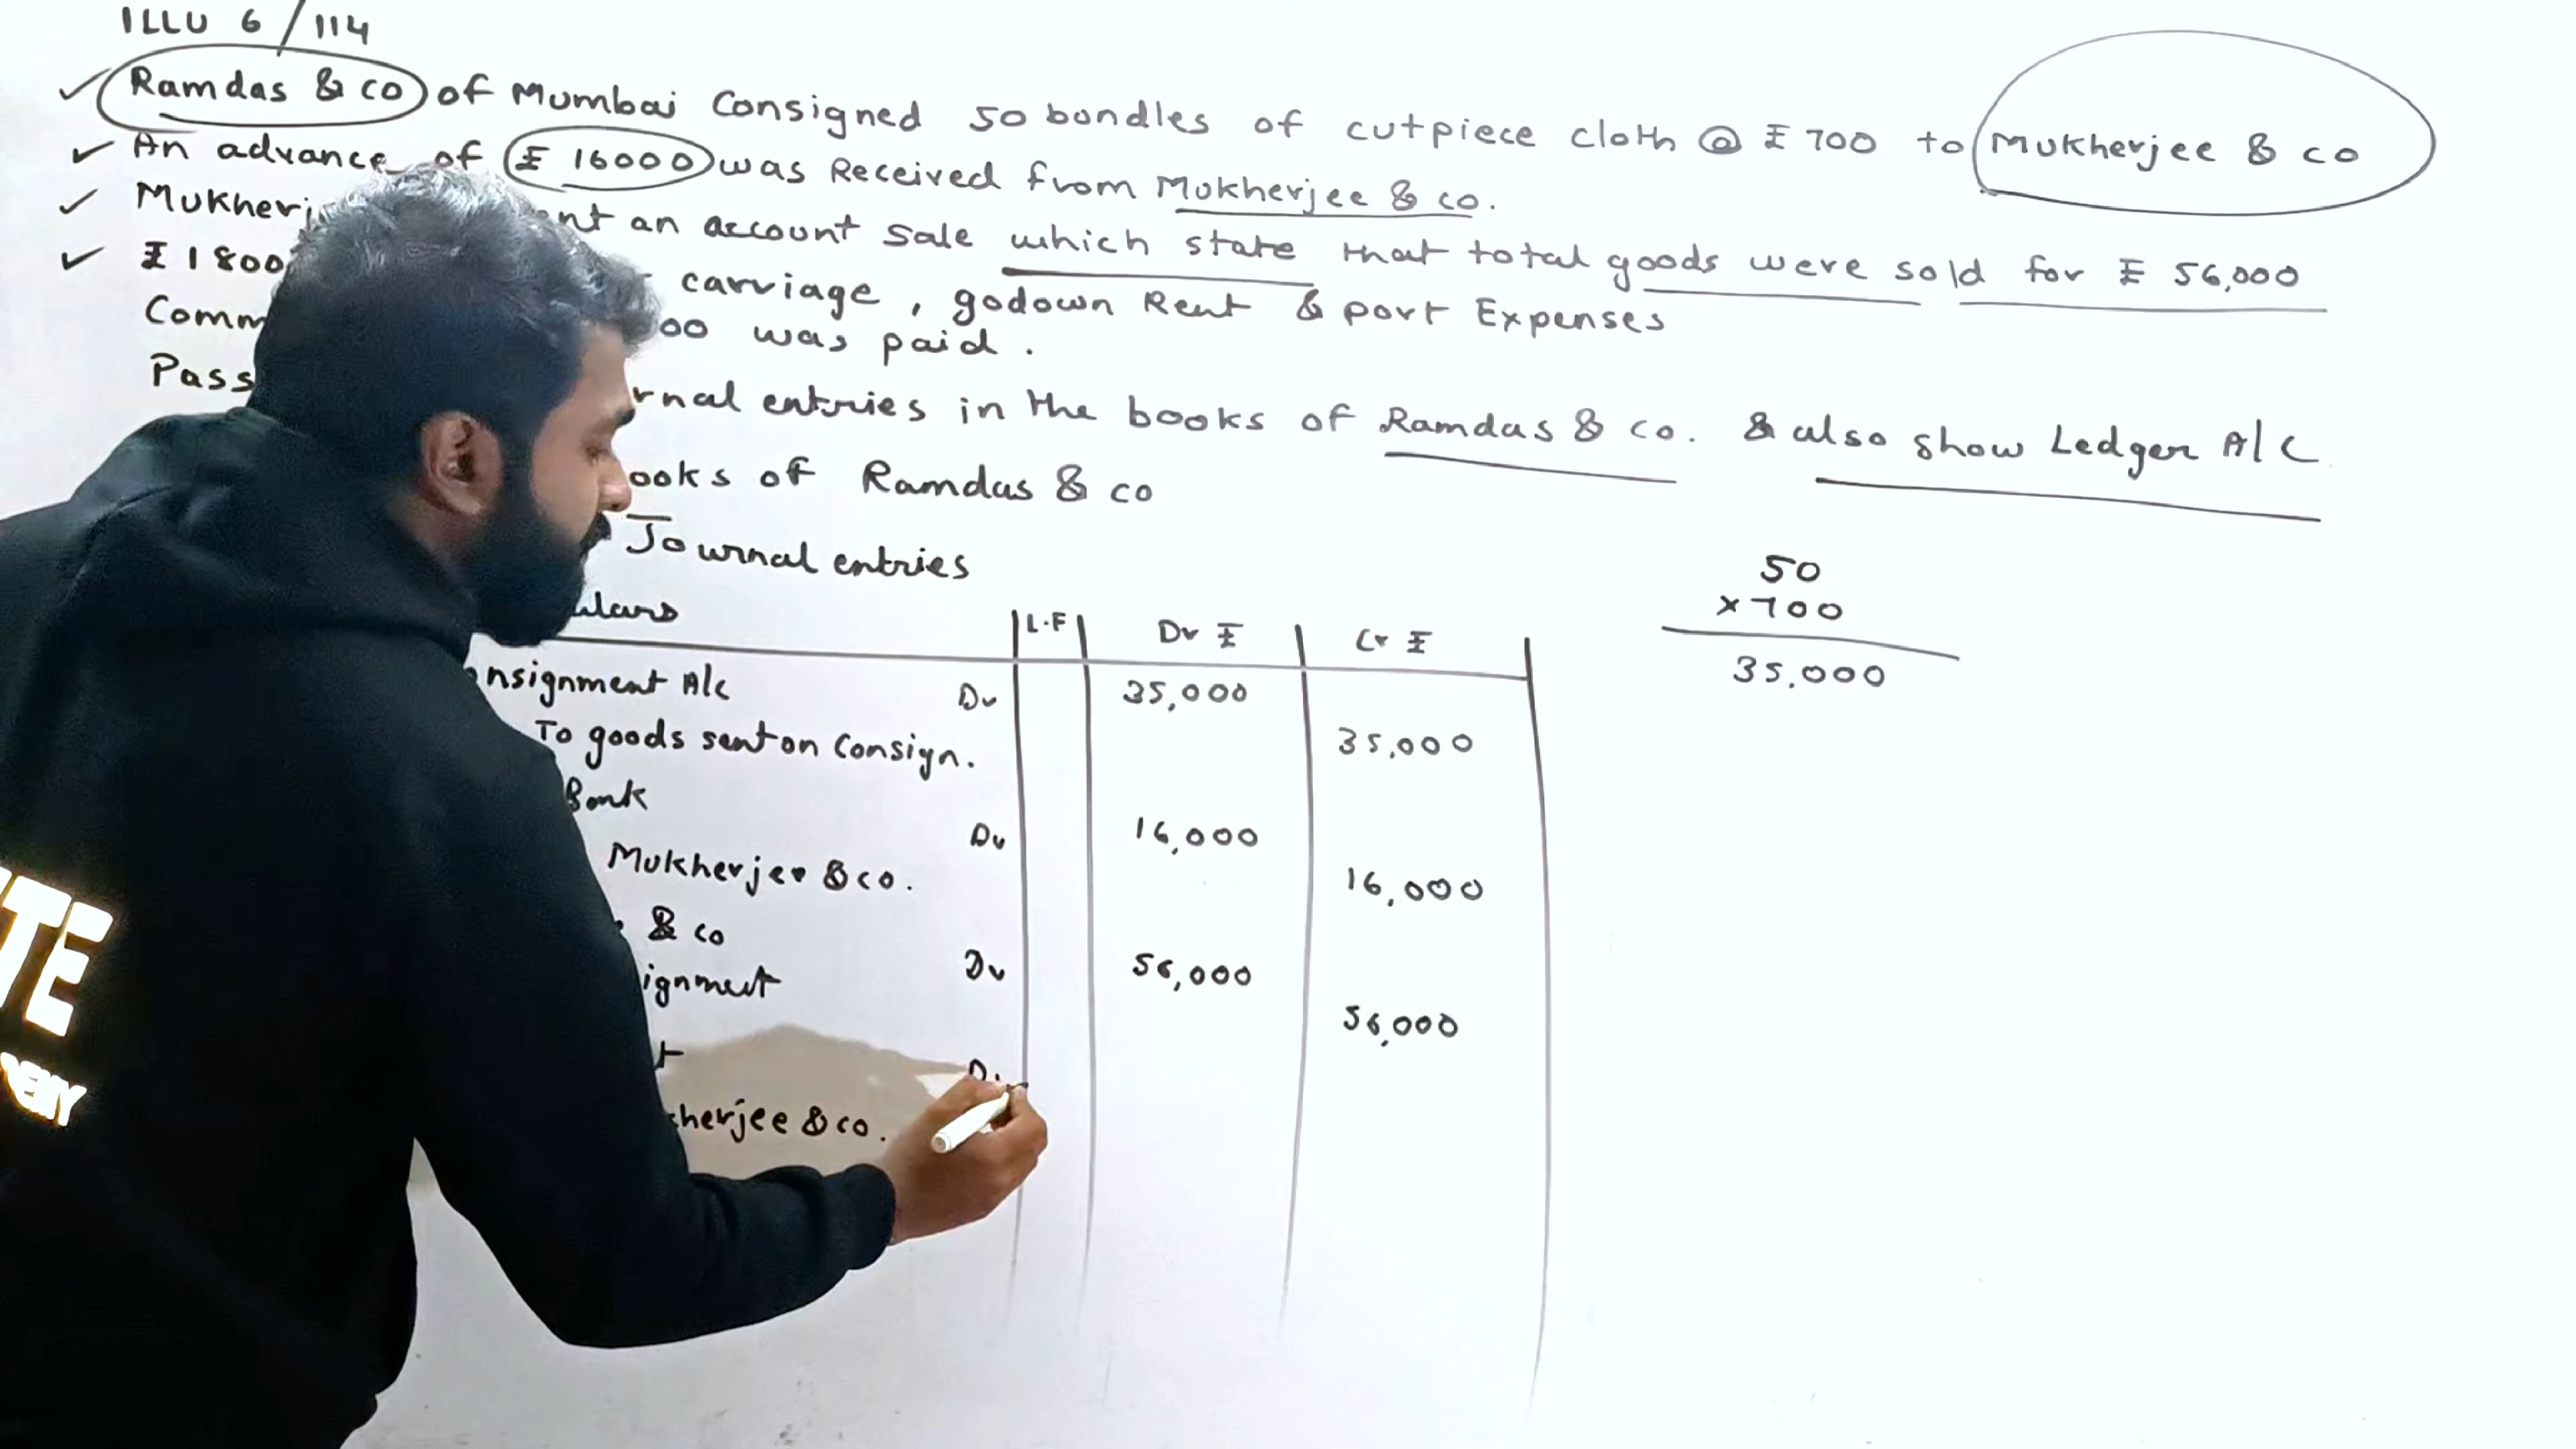 ILLU 6 / 114
Ramdas & co of Mumbai Consigned 50 bundles of cutpiece cloth @ ₹ 700 to Mukherjee & co
An advance of ₹ 16000 was Received from Mukherjee & co.
Mukherj nt an account sale which state that total goods were sold for ₹ 56,000
₹ 1800 carriage, godown Rent & port Expenses
Comm 00 was paid.
Pass rnal entries in the books of Ramdas & co. & also show Ledger A/C
ooks of Ramdas & co
Journal entries
ulars L.F Dr ₹ Cr ₹
nsignment A/c Dr 35,000
To goods sent on Consign. 35,000
Bank Dr 16,000
Mukherjee & co. 16,000
& co Dr 56,000
ignment 56,000
t D
kherjee & co.
50
×700
35,000
TE
EMY